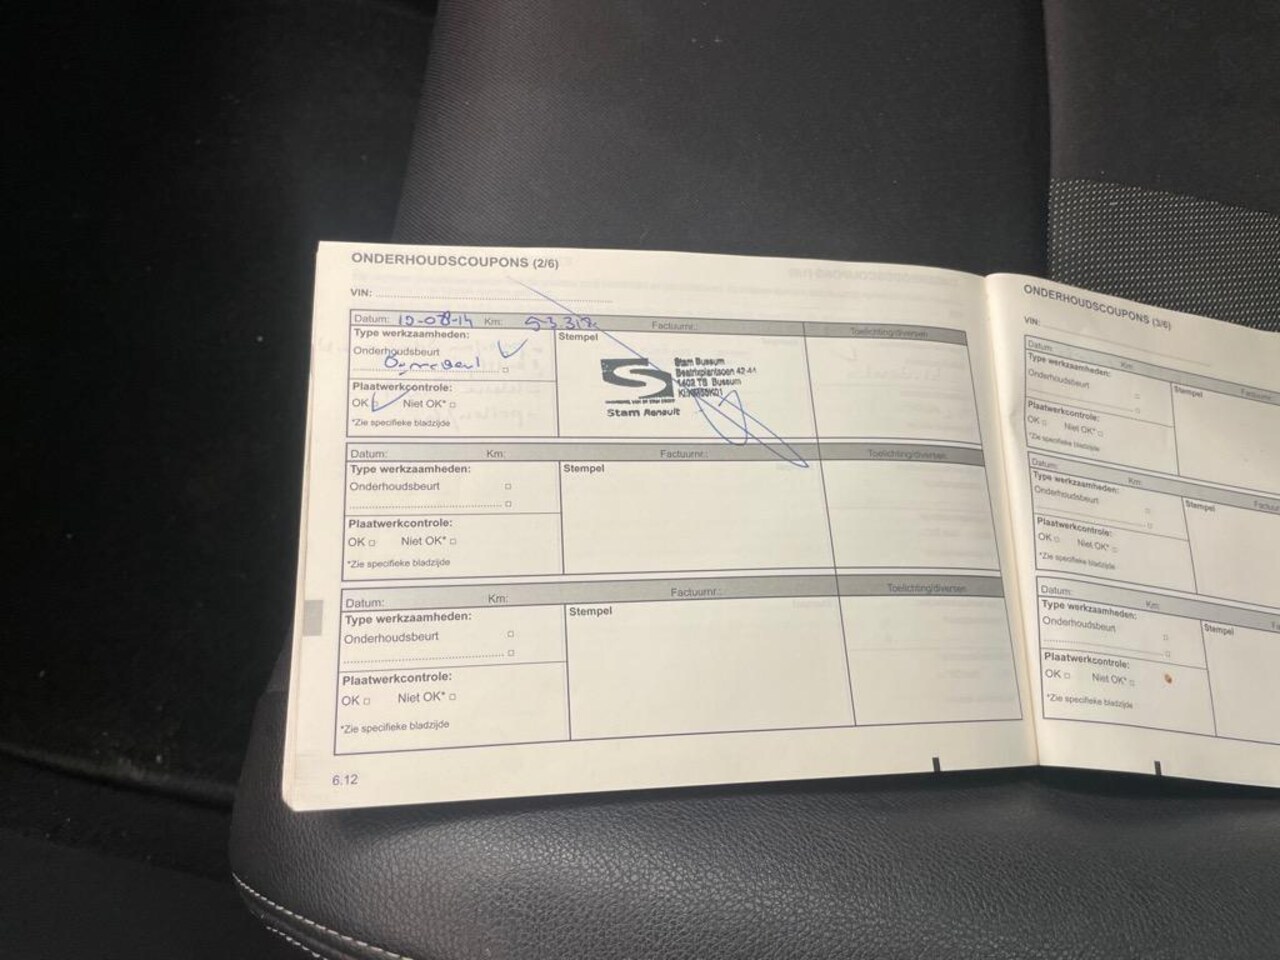 ONDERHOUDSCOUPONS (2/6)
VIN:
Datum: Km: Factuurnr.: Toelichting/diversen
Type werkzaamheden:
Onderhoudsbeurt
Stempel
Stam Bussum
Beatrixplantsoen 42-44
1402 TB Bussum
Stam Renault
Plaatwerkcontrole:
OK Niet OK*
*Zie specifieke bladzijde
Datum: Km: Factuurnr.: Toelichting/diversen
Type werkzaamheden:
Onderhoudsbeurt
Stempel
Plaatwerkcontrole:
OK Niet OK*
*Zie specifieke bladzijde
Datum: Km: Factuurnr.: Toelichting/diversen
Type werkzaamheden:
Onderhoudsbeurt
Stempel
Plaatwerkcontrole:
OK Niet OK*
*Zie specifieke bladzijde
6.12
ONDERHOUDSCOUPONS (3/6)
VIN:
Datum: Km:
Type werkzaamheden:
Onderhoudsbeurt
Stempel
Plaatwerkcontrole:
OK Niet OK*
*Zie specifieke bladzijde
Datum: Km:
Type werkzaamheden:
Onderhoudsbeurt
Stempel
Plaatwerkcontrole:
OK Niet OK*
*Zie specifieke bladzijde
Datum: Km:
Type werkzaamheden:
Onderhoudsbeurt
Stempel
Plaatwerkcontrole:
OK Niet OK*
*Zie specifieke bladzijde